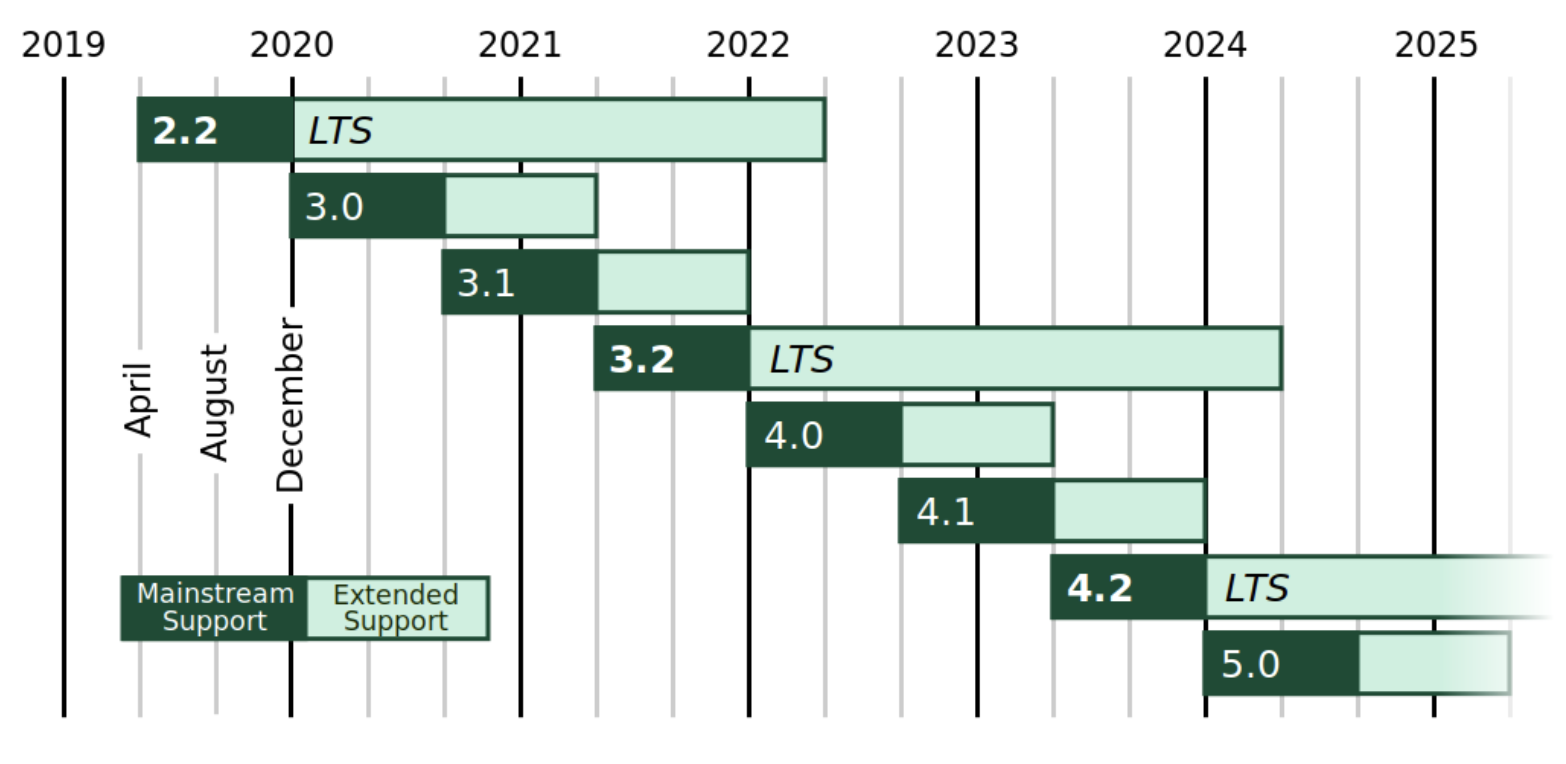 2019 2020 2021 2022 2023 2024 2025
2.2 LTS
3.0
3.1
3.2 LTS
April August December
4.0
4.1
4.2 LTS
Mainstream
Support
Extended
Support
5.0